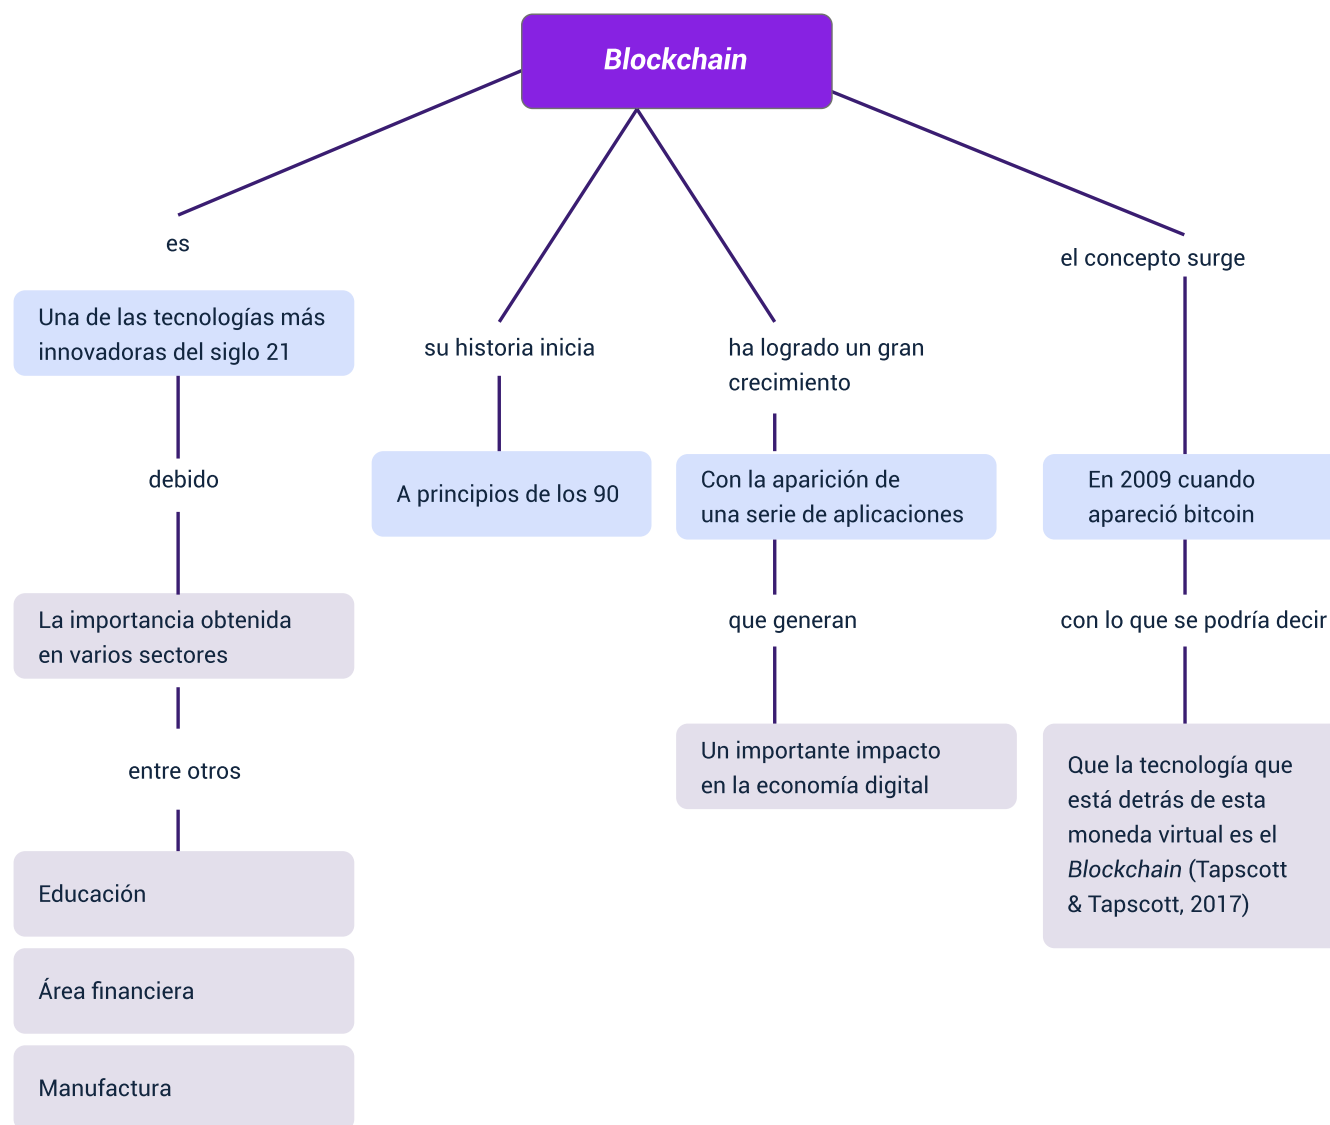 Blockchain
es
Una de las tecnologías más
innovadoras del siglo 21
debido
La importancia obtenida
en varios sectores
entre otros
Educación
Área financiera
Manufactura
su historia inicia
A principios de los 90
ha logrado un gran
crecimiento
Con la aparición de
una serie de aplicaciones
que generan
Un importante impacto
en la economía digital
el concepto surge
En 2009 cuando
apareció bitcoin
con lo que se podría decir
Que la tecnología que
está detrás de esta
moneda virtual es el
Blockchain (Tapscott
& Tapscott, 2017)